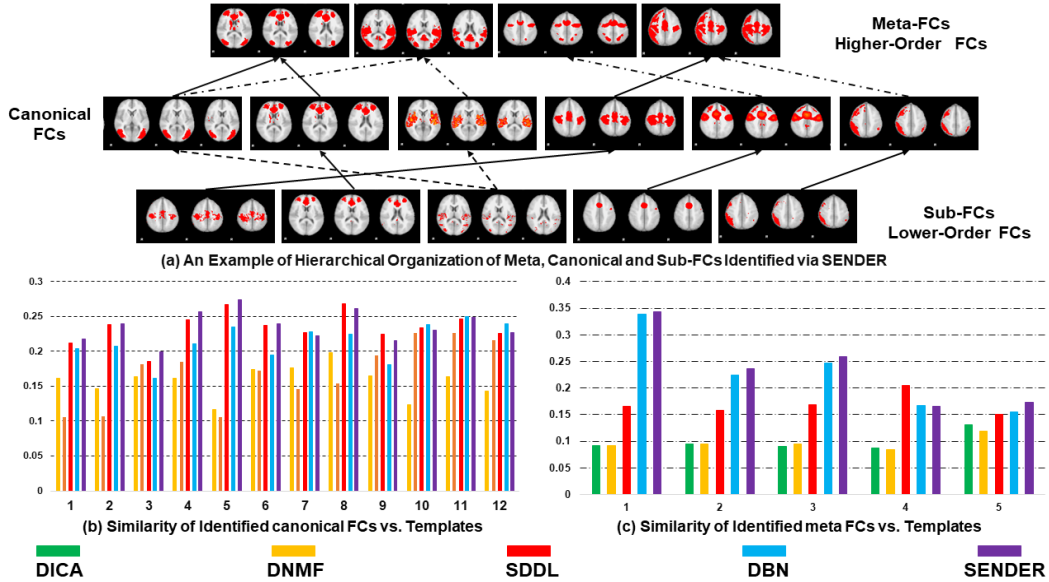 Meta-FCs
Higher-Order FCs
Canonical
FCs
Sub-FCs
Lower-Order FCs
(a) An Example of Hierarchical Organization of Meta, Canonical and Sub-FCs Identified via SENDER
0.3
0.25
0.2
0.15
0.1
0.05
0
1 2 3 4 5 6 7 8 9 10 11 12
(b) Similarity of Identified canonical FCs vs. Templates
0.4
0.35
0.3
0.25
0.2
0.15
0.1
0.05
0
1 2 3 4 5
(c) Similarity of Identified meta FCs vs. Templates
DICA DNMF SDDL DBN SENDER